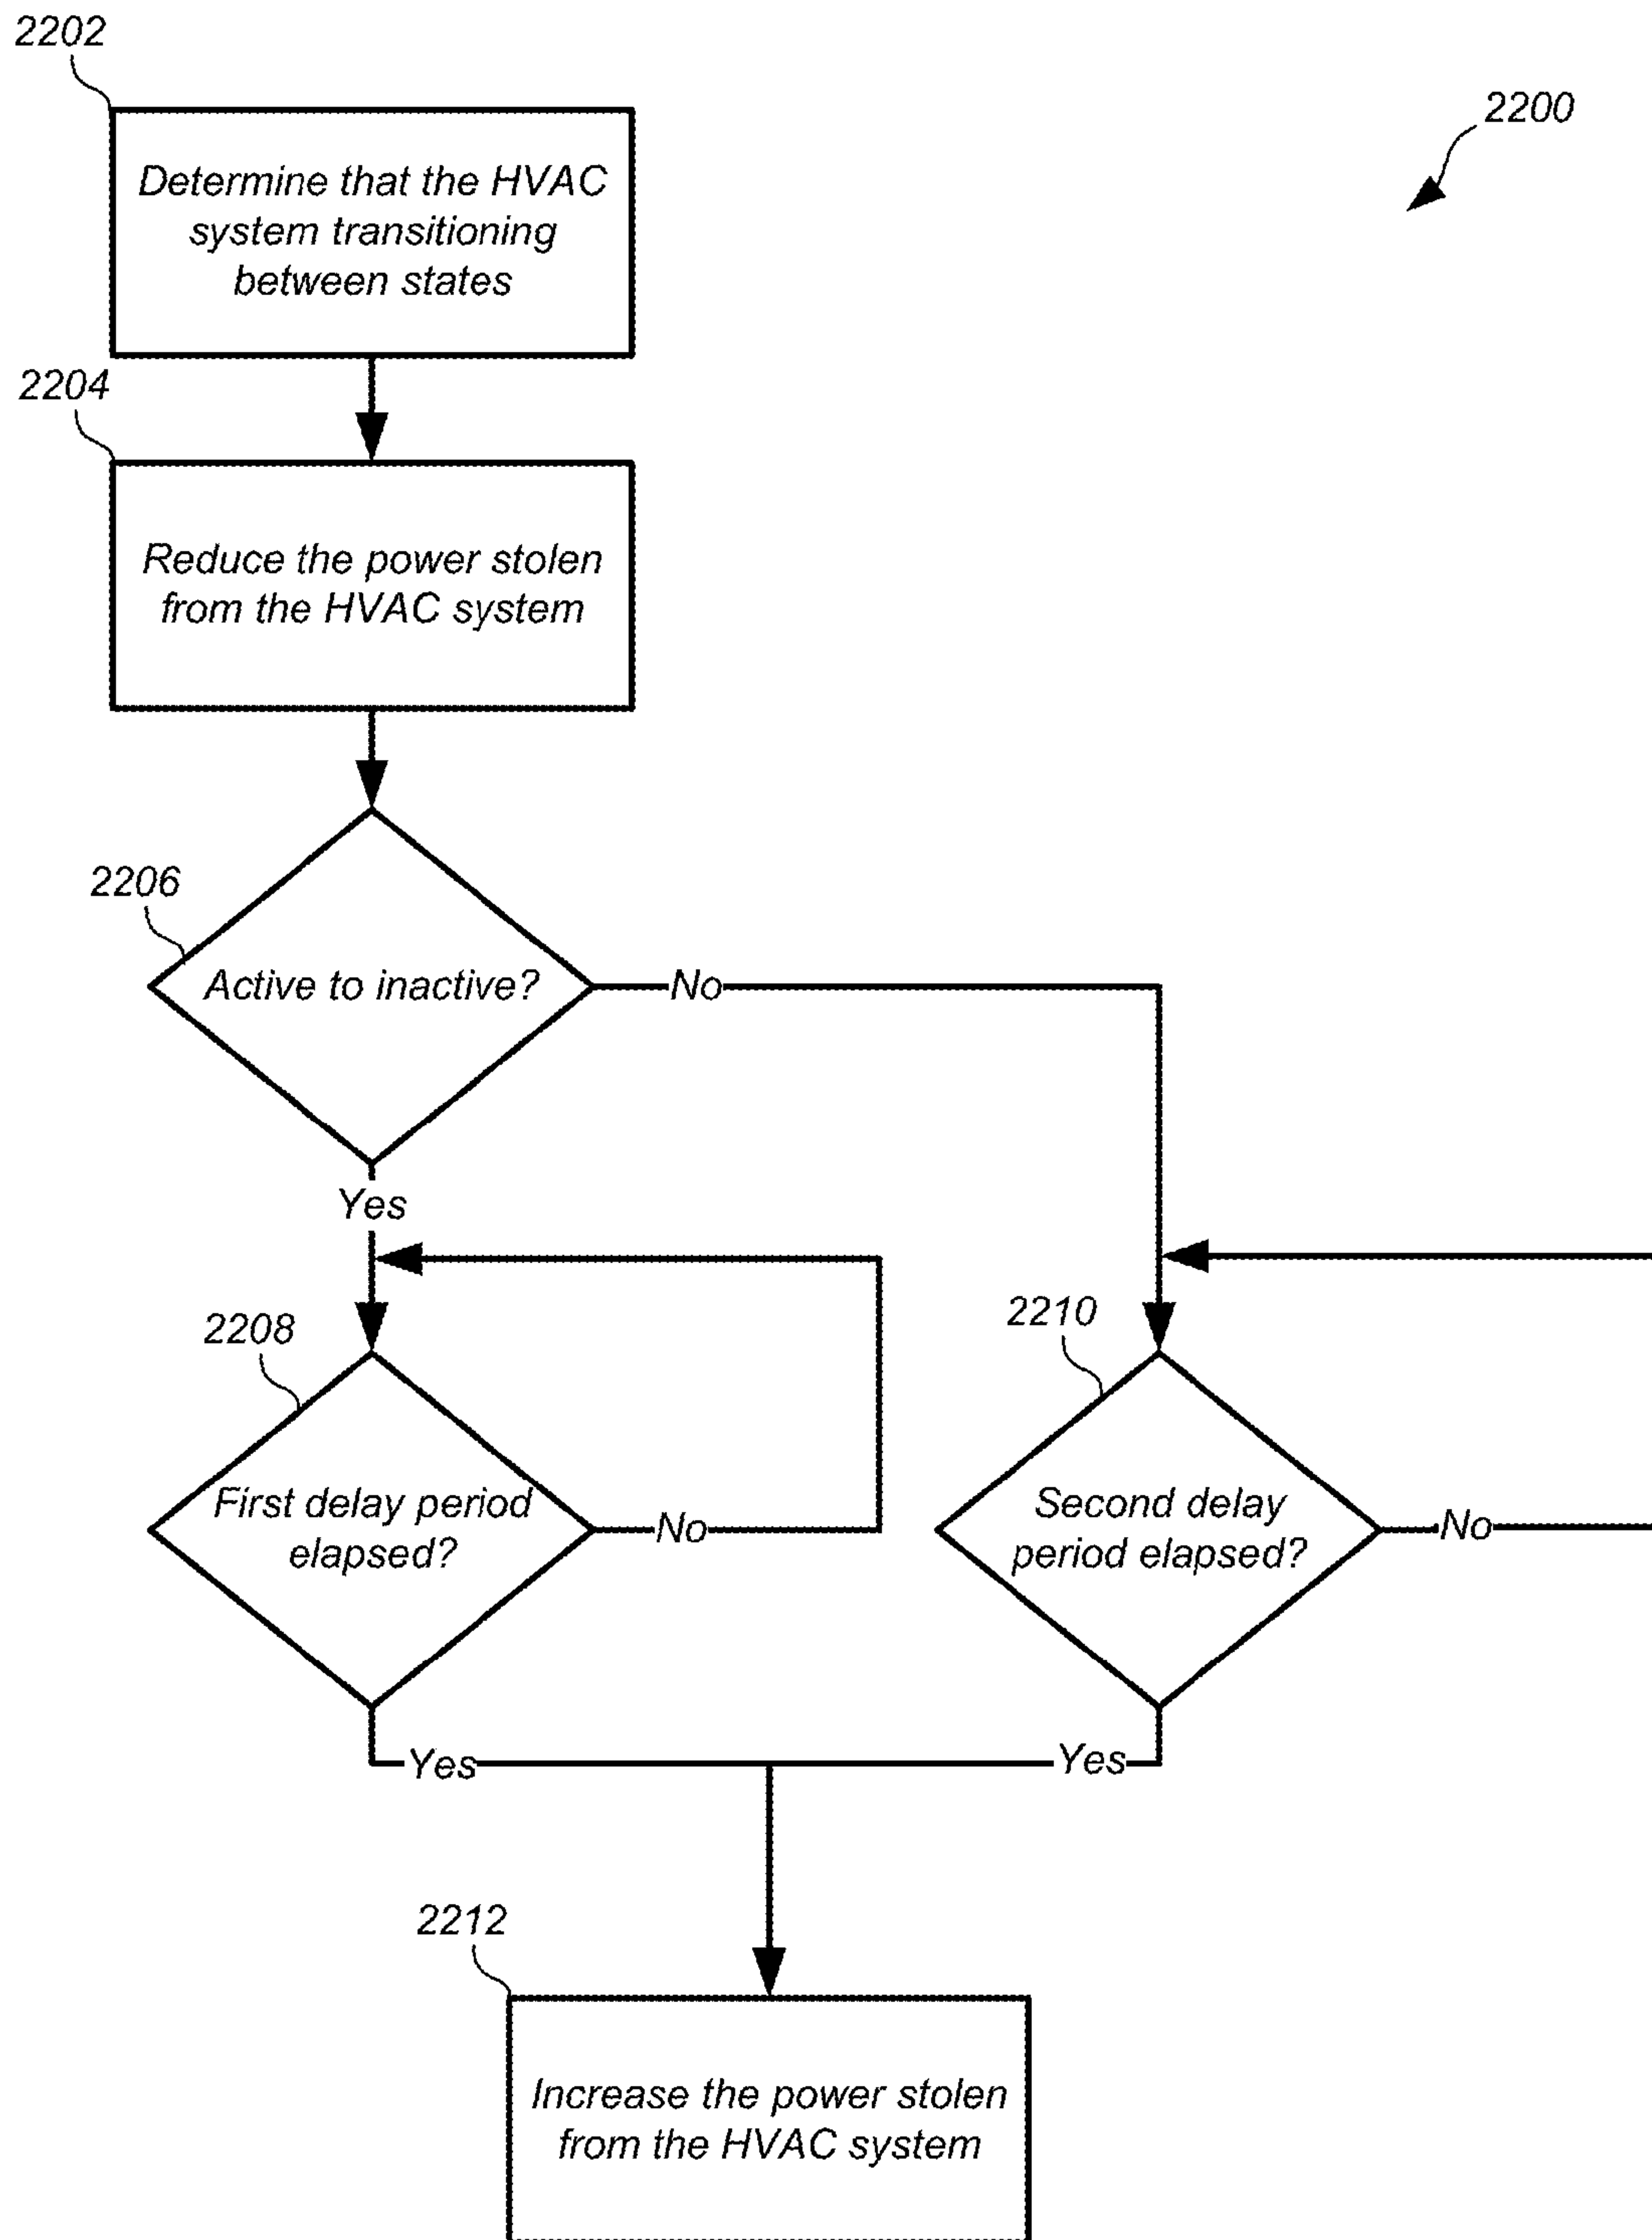 2202
2200
Determine that the HVAC
system transitioning
between states
2204
Reduce the power stolen
from the HVAC system
2206
Active to inactive?
No
Yes
2208
2210
First delay period
elapsed?
No
Second delay
period elapsed?
No
Yes
Yes
2212
Increase the power stolen
from the HVAC system